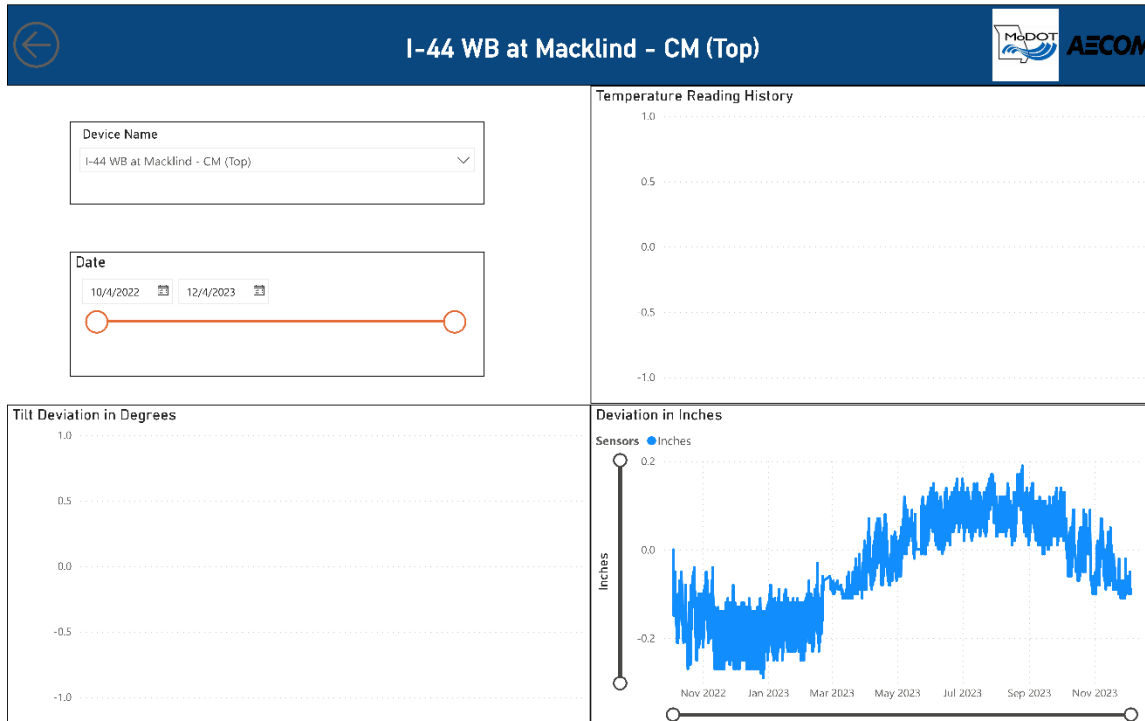 I-44 WB at Macklind - CM (Top)
MoDOT
AECOM
Device Name
I-44 WB at Macklind - CM (Top)
Date
10/4/2022
12/4/2023
Temperature Reading History
1.0
0.5
0.0
-0.5
-1.0
Tilt Deviation in Degrees
1.0
0.5
0.0
-0.5
-1.0
Deviation in Inches
Sensors Inches
Inches
0.2
0.0
-0.2
Nov 2022 Jan 2023 Mar 2023 May 2023 Jul 2023 Sep 2023 Nov 2023